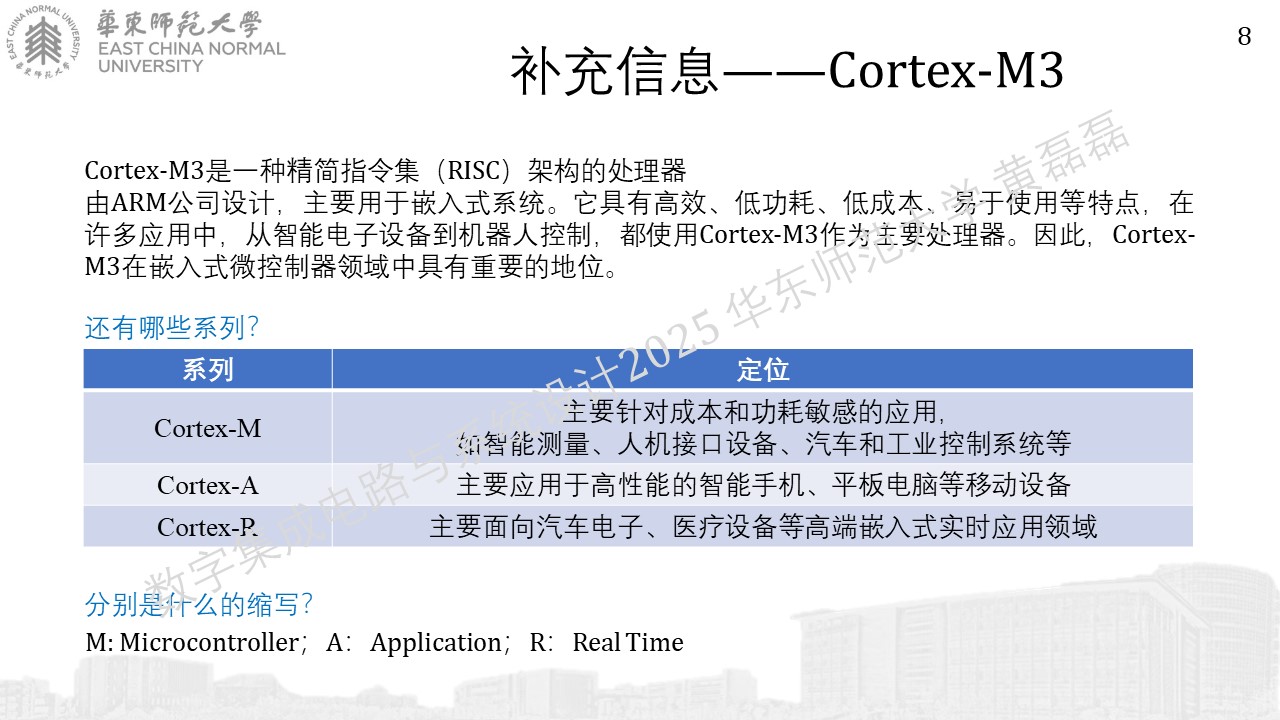 EAST CHINA NORMAL UNIVERSITY
華東師範大學
華東師範大學
EAST CHINA NORMAL
UNIVERSITY
8
补充信息——Cortex-M3
Cortex-M3是一种精简指令集（RISC）架构的处理器
由ARM公司设计，主要用于嵌入式系统。它具有高效、低功耗、低成本、易于使用等特点，在
许多应用中，从智能电子设备到机器人控制，都使用Cortex-M3作为主要处理器。因此，Cortex-
M3在嵌入式微控制器领域中具有重要的地位。
还有哪些系列？
系列
定位
Cortex-M
主要针对成本和功耗敏感的应用，
如智能测量、人机接口设备、汽车和工业控制系统等
Cortex-A
主要应用于高性能的智能手机、平板电脑等移动设备
Cortex-R
主要面向汽车电子、医疗设备等高端嵌入式实时应用领域
分别是什么的缩写？
M: Microcontroller；A：Application；R：Real Time
数字集成电路与系统设计2025 华东师范大学 黄磊磊